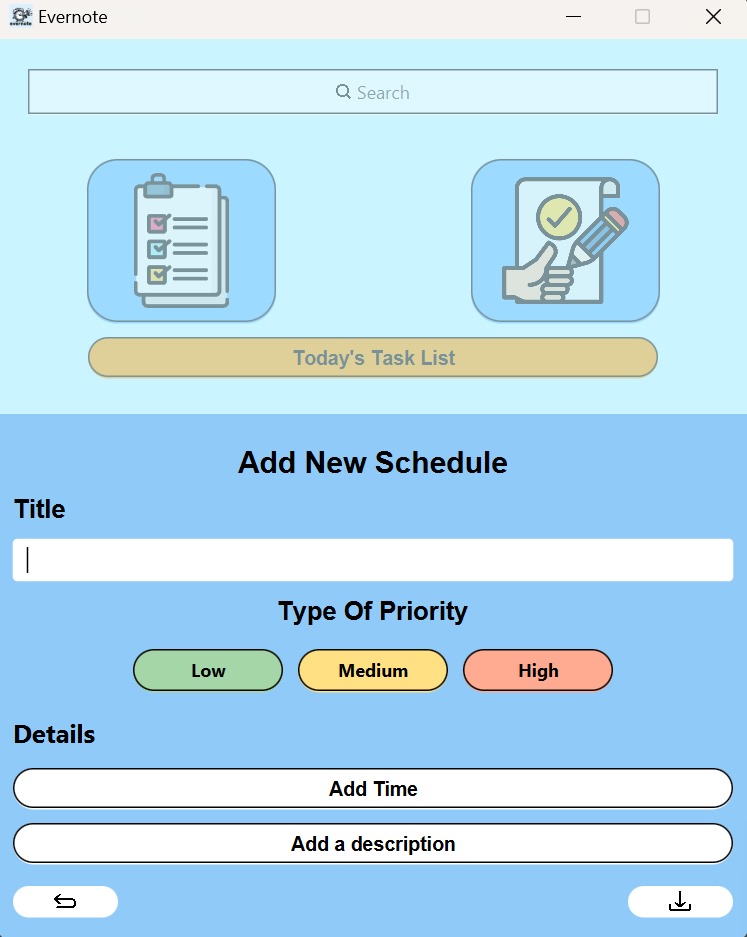 Evernote
Search
Today's Task List
Add New Schedule
Title
Type Of Priority
Low Medium High
Details
Add Time
Add a description